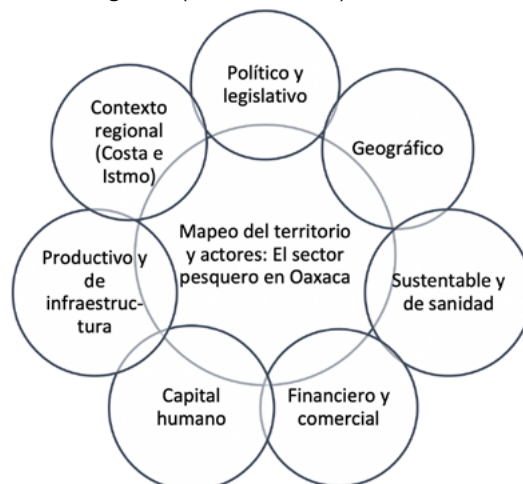 Político y
legislativo
Geográfico
Sustentable y
de sanidad
Financiero y
comercial
Capital
humano
Productivo y
de
infraestruc-
tura
Contexto
regional
(Costa e
Istmo)
Mapeo del territorio
y actores: El sector
pesquero en Oaxaca